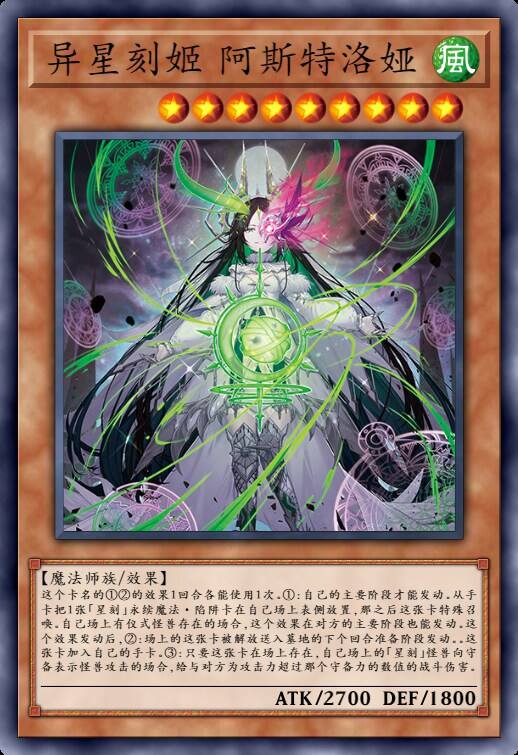 异星刻姬 阿斯特洛娅
風
【魔法师族/效果】
这个卡名的①②的效果1回合各能使用1次。①:自己的主要阶段才能发动。从手
卡把1张「星刻」永续魔法·陷阱卡在自己场上表侧放置,那之后这张卡特殊召
唤。自己场上有仪式怪兽存在的场合,这个效果在对方的主要阶段也能发动。这
个效果发动后,②:场上的这张卡被解放送入墓地的下个回合准备阶段发动。。这
张卡加入自己的手卡。③:只要这张卡在场上存在,自己场上的「星刻」怪兽向守
备表示怪兽攻击的场合,给与对方为攻击力超过那个守备力的数值的战斗伤害。
ATK/2700 DEF/1800